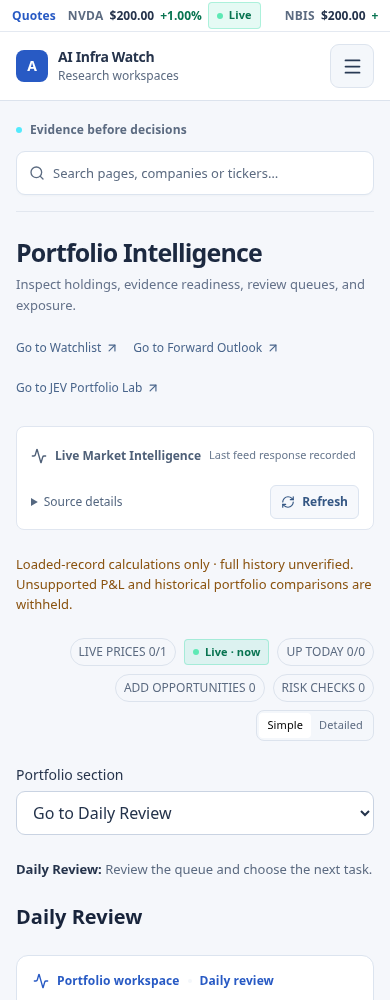 Quotes NVDA $200.00 +1.00% Live NBIS $200.00 +
A AI Infra Watch
Research workspaces
Evidence before decisions
Search pages, companies or tickers...
Portfolio Intelligence
Inspect holdings, evidence readiness, review queues, and
exposure.
Go to Watchlist Go to Forward Outlook
Go to JEV Portfolio Lab
Live Market Intelligence Last feed response recorded
Source details Refresh
Loaded-record calculations only · full history unverified.
Unsupported P&L and historical portfolio comparisons are
withheld.
LIVE PRICES 0/1 Live · now UP TODAY 0/0
ADD OPPORTUNITIES 0 RISK CHECKS 0
Simple Detailed
Portfolio section
Go to Daily Review
Daily Review: Review the queue and choose the next task.
Daily Review
Portfolio workspace Daily review